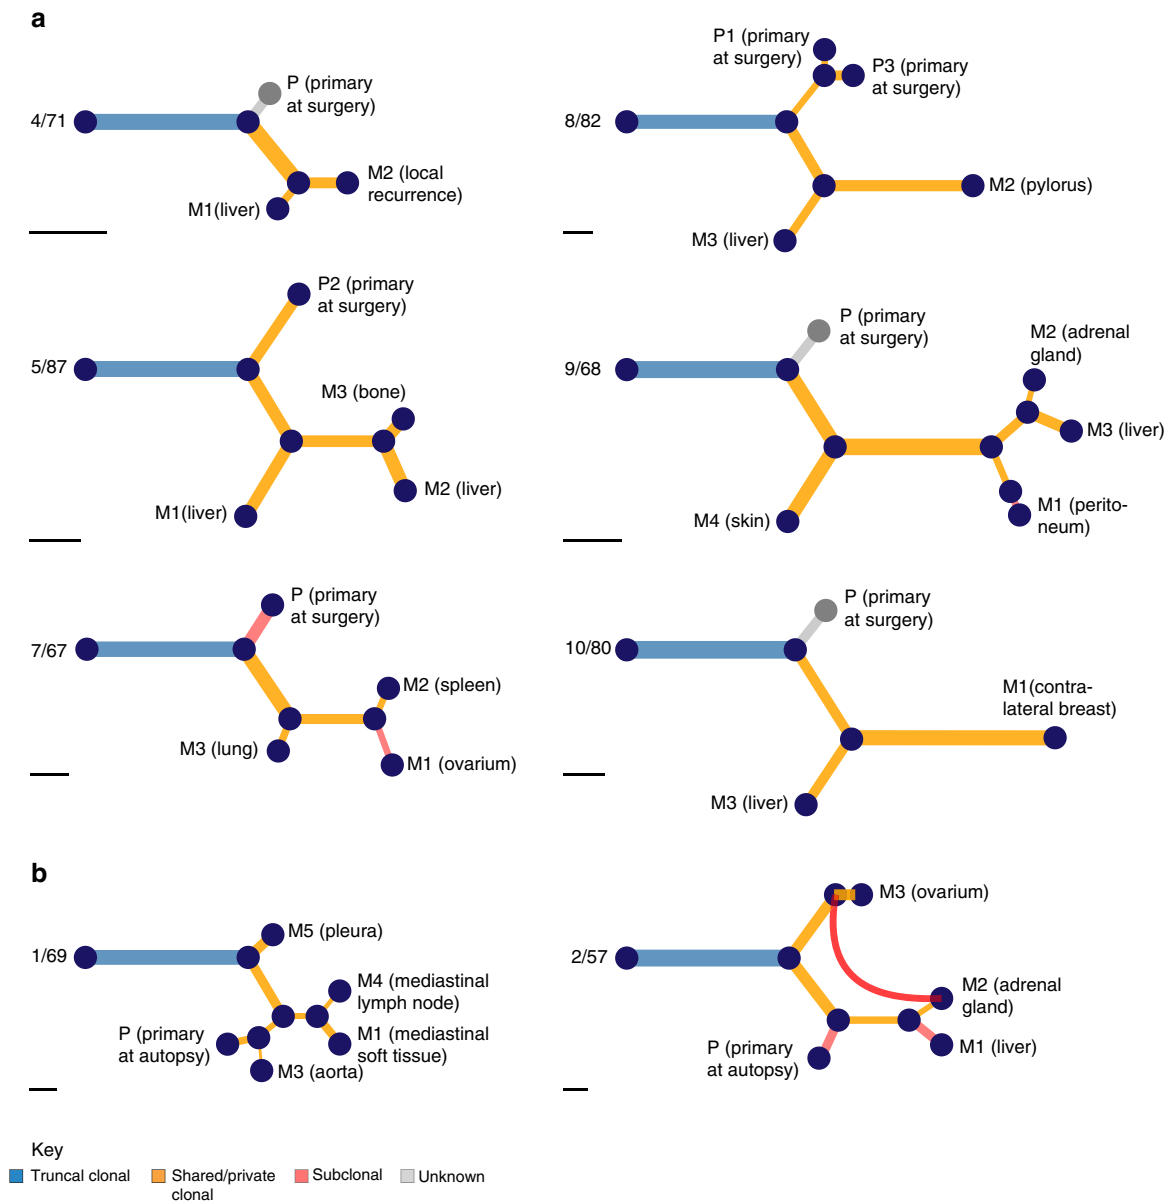 a
4/71
P (primary
at surgery)
M2 (local
recurrence)
M1(liver)
8/82
P1 (primary
at surgery)
P3 (primary
at surgery)
M2 (pylorus)
M3 (liver)
5/87
P2 (primary
at surgery)
M3 (bone)
M2 (liver)
M1(liver)
9/68
P (primary
at surgery)
M2 (adrenal
gland)
M3 (liver)
M1 (perito-
neum)
M4 (skin)
7/67
P (primary
at surgery)
M2 (spleen)
M3 (lung)
M1 (ovarium)
10/80
P (primary
at surgery)
M1(contra-
lateral breast)
M3 (liver)
b
1/69
M5 (pleura)
M4 (mediastinal
lymph node)
P (primary
at autopsy)
M1 (mediastinal
soft tissue)
M3 (aorta)
2/57
M3 (ovarium)
M2 (adrenal
gland)
M1 (liver)
P (primary
at autopsy)
Key
Truncal clonal
Shared/private
clonal
Subclonal
Unknown